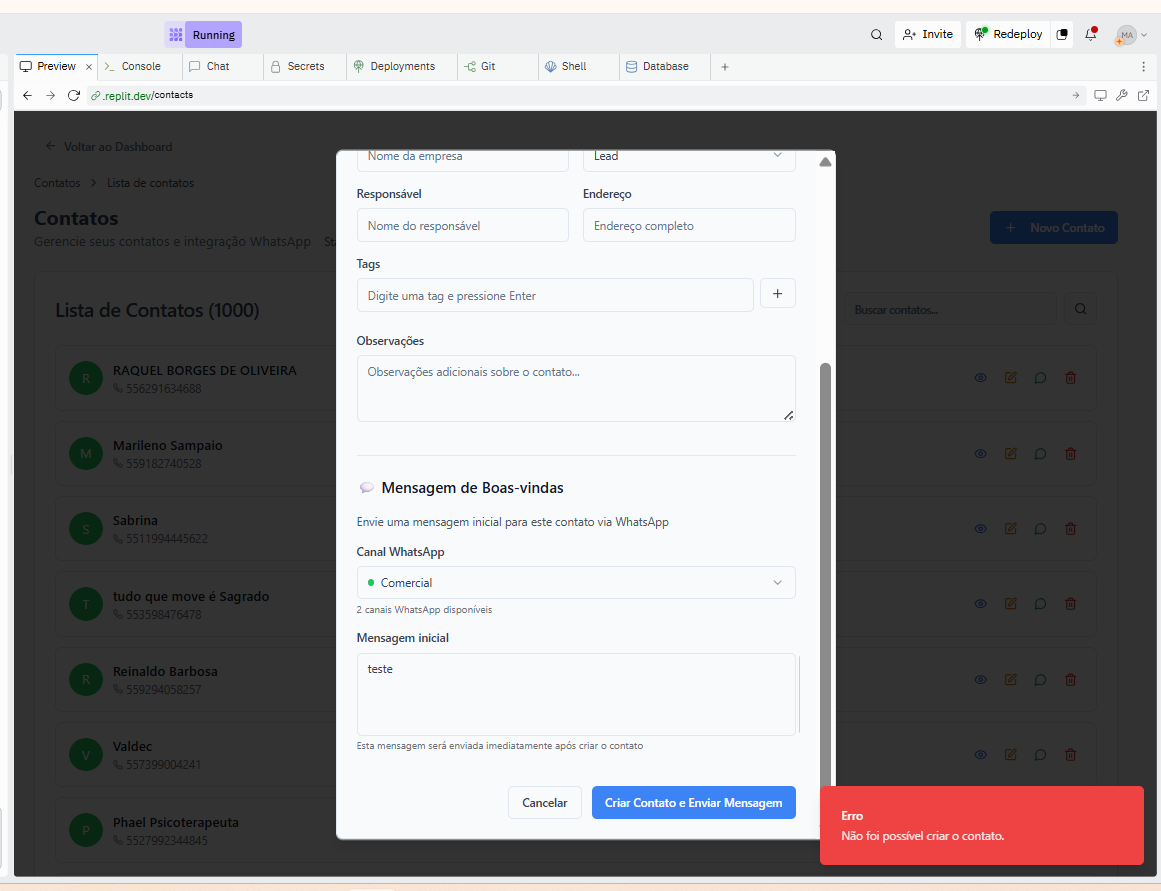 Running
Invite
Redeploy
MA
Preview
Console
Chat
Secrets
Deployments
Git
Shell
Database
.replit.dev/contacts
Voltar ao Dashboard
Contatos
Lista de contatos
Contatos
Gerencie seus contatos e integração WhatsApp
Novo Contato
Lista de Contatos (1000)
Buscar contatos...
R
RAQUEL BORGES DE OLIVEIRA
556291634688
M
Marileno Sampaio
559182740528
S
Sabrina
5511994445622
T
tudo que move é Sagrado
553598476478
R
Reinaldo Barbosa
559294058257
V
Valdec
557399004241
P
Phael Psicoterapeuta
5527992344845
Nome da empresa
Lead
Responsável
Endereço
Nome do responsável
Endereço completo
Tags
Digite uma tag e pressione Enter
Observações
Observações adicionais sobre o contato...
Mensagem de Boas-vindas
Envie uma mensagem inicial para este contato via WhatsApp
Canal WhatsApp
Comercial
2 canais WhatsApp disponíveis
Mensagem inicial
teste
Esta mensagem será enviada imediatamente após criar o contato
Cancelar
Criar Contato e Enviar Mensagem
Erro
Não foi possível criar o contato.